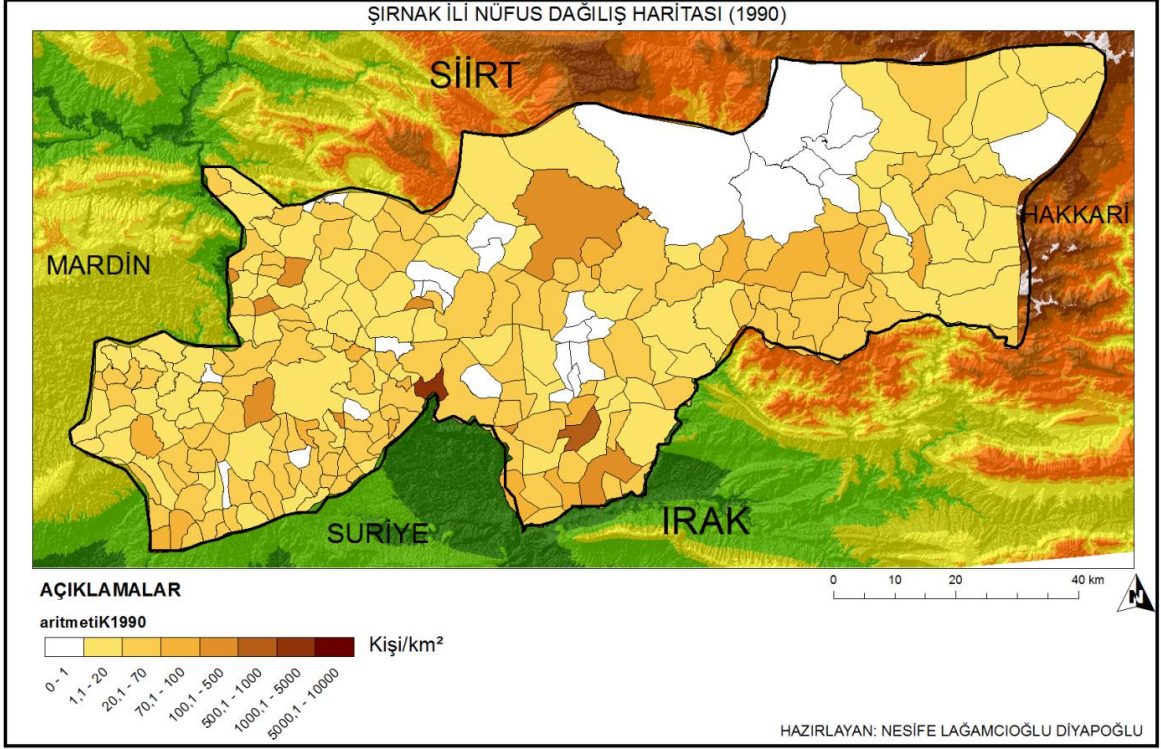 ŞIRNAK İLİ NÜFUS DAĞILIŞ HARİTASI (1990)
SİİRT
HAKKARİ
MARDİN
SURİYE
IRAK
AÇIKLAMALAR
aritmetiK1990
Kişi/km²
0 - 1
1,1 - 20
20,1 - 70
70,1 - 100
100,1 - 500
500,1 - 1000
1000,1 - 5000
5000,1 - 10000
0 10 20 40 km
N
HAZIRLAYAN: NESİFE LAĞAMCIOĞLU DİYAPOĞLU